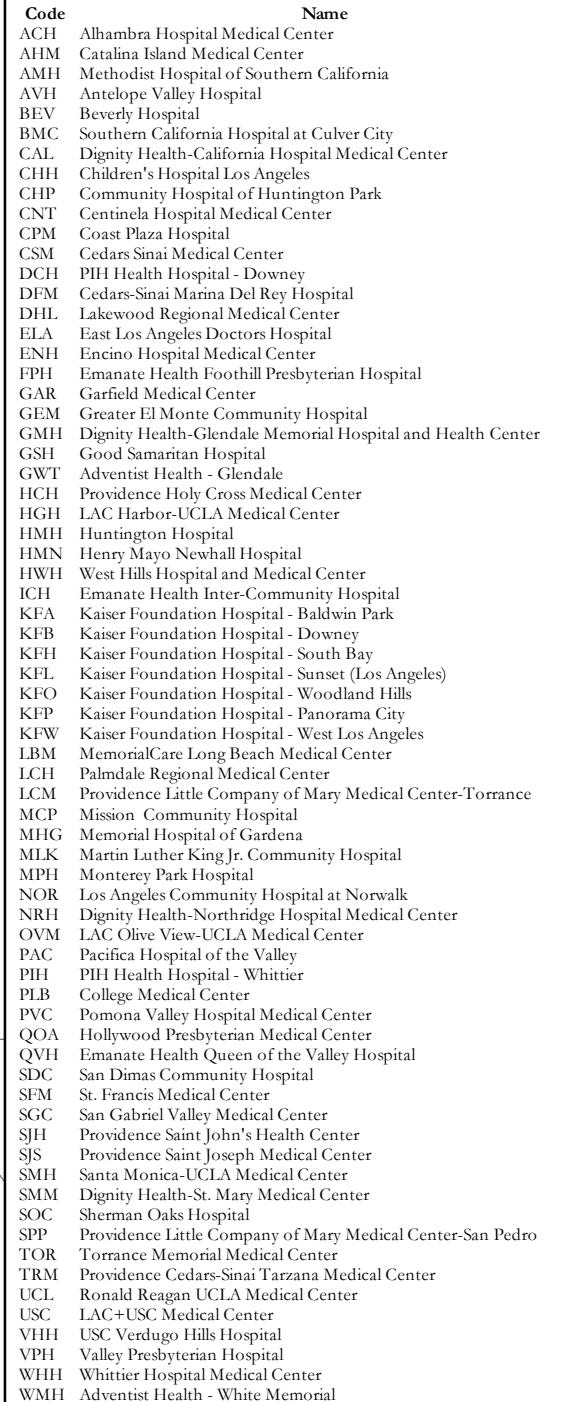 Code Name
ACH Alhambra Hospital Medical Center
AHM Catalina Island Medical Center
AMH Methodist Hospital of Southern California
AVH Antelope Valley Hospital
BEV Beverly Hospital
BMC Southern California Hospital at Culver City
CAL Dignity Health-California Hospital Medical Center
CHH Children's Hospital Los Angeles
CHP Community Hospital of Huntington Park
CNT Centinela Hospital Medical Center
CPM Coast Plaza Hospital
CSM Cedars Sinai Medical Center
DCH PIH Health Hospital - Downey
DFM Cedars-Sinai Marina Del Rey Hospital
DHL Lakewood Regional Medical Center
ELA East Los Angeles Doctors Hospital
ENH Encino Hospital Medical Center
FPH Emanate Health Foothill Presbyterian Hospital
GAR Garfield Medical Center
GEM Greater El Monte Community Hospital
GMH Dignity Health-Glendale Memorial Hospital and Health Center
GSH Good Samaritan Hospital
GWT Adventist Health - Glendale
HCH Providence Holy Cross Medical Center
HGH LAC Harbor-UCLA Medical Center
HMH Huntington Hospital
HMN Henry Mayo Newhall Hospital
HWH West Hills Hospital and Medical Center
ICH Emanate Health Inter-Community Hospital
KFA Kaiser Foundation Hospital - Baldwin Park
KFB Kaiser Foundation Hospital - Downey
KFH Kaiser Foundation Hospital - South Bay
KFL Kaiser Foundation Hospital - Sunset (Los Angeles)
KFO Kaiser Foundation Hospital - Woodland Hills
KFP Kaiser Foundation Hospital - Panorama City
KFW Kaiser Foundation Hospital - West Los Angeles
LBM MemorialCare Long Beach Medical Center
LCH Palmdale Regional Medical Center
LCM Providence Little Company of Mary Medical Center-Torrance
MCP Mission Community Hospital
MHG Memorial Hospital of Gardena
MLK Martin Luther King Jr. Community Hospital
MPH Monterey Park Hospital
NOR Los Angeles Community Hospital at Norwalk
NRH Dignity Health-Northridge Hospital Medical Center
OVM LAC Olive View-UCLA Medical Center
PAC Pacifica Hospital of the Valley
PIH PIH Health Hospital - Whittier
PLB College Medical Center
PVC Pomona Valley Hospital Medical Center
QOA Hollywood Presbyterian Medical Center
QVH Emanate Health Queen of the Valley Hospital
SDC San Dimas Community Hospital
SFM St. Francis Medical Center
SGC San Gabriel Valley Medical Center
SJH Providence Saint John's Health Center
SJS Providence Saint Joseph Medical Center
SMH Santa Monica-UCLA Medical Center
SMM Dignity Health-St. Mary Medical Center
SOC Sherman Oaks Hospital
SPP Providence Little Company of Mary Medical Center-San Pedro
TOR Torrance Memorial Medical Center
TRM Providence Cedars-Sinai Tarzana Medical Center
UCL Ronald Reagan UCLA Medical Center
USC LAC+USC Medical Center
VHH USC Verdugo Hills Hospital
VPH Valley Presbyterian Hospital
WHH Whittier Hospital Medical Center
WMH Adventist Health - White Memorial